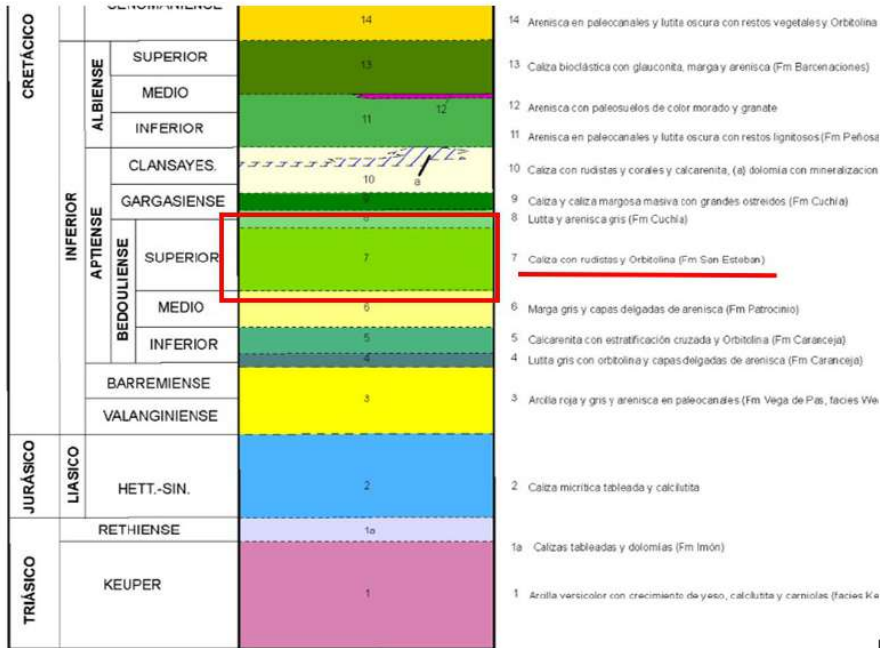 CENOMANIENSE
CRETÁCICO
INFERIOR
ALBIENSE
SUPERIOR
MEDIO
INFERIOR
APTIENSE
CLANSAYES.
GARGASIENSE
BEDOULIENSE
SUPERIOR
MEDIO
INFERIOR
BARREMIENSE
VALANGINIENSE
JURÁSICO
LIASICO
HETT.-SIN.
TRIÁSICO
RETHIENSE
KEUPER
14
13
12
11
10
a
9
8
7
6
5
4
3
2
1a
1
14 Arenisca en paleocanales y lutita oscura con restos vegetales y Orbitolina
13 Caliza bioclástica con glauconita, marga y arenisca (Fm Barcenaciones)
12 Arenisca con paleosuelos de color morado y granate
11 Arenisca en paleocanales y lutita oscura con restos lignitosos (Fm Peñosa
10 Caliza con rudistas y corales y calcarenita, (a) dolomía con mineralizacion
9 Caliza y caliza margosa masiva con grandes ostreidos (Fm Cuchía)
8 Lutita y arenisca gris (Fm Cuchía)
7 Caliza con rudistas y Orbitolina (Fm San Esteban)
6 Marga gris y capas delgadas de arenisca (Fm Patrocinio)
5 Calcarenita con estratificación cruzada y Orbitolina (Fm Caranceja)
4 Lutita gris con orbitolina y capas delgadas de arenisca (Fm Caranceja)
3 Arcilla roja y gris y arenisca en paleocanales (Fm Vega de Pas, facies We
2 Caliza micrítica tableada y calcilutita
1a Calizas tableadas y dolomías (Fm Imón)
1 Arcilla versicolor con crecimiento de yeso, calcilutita y carniolas (facies Ke